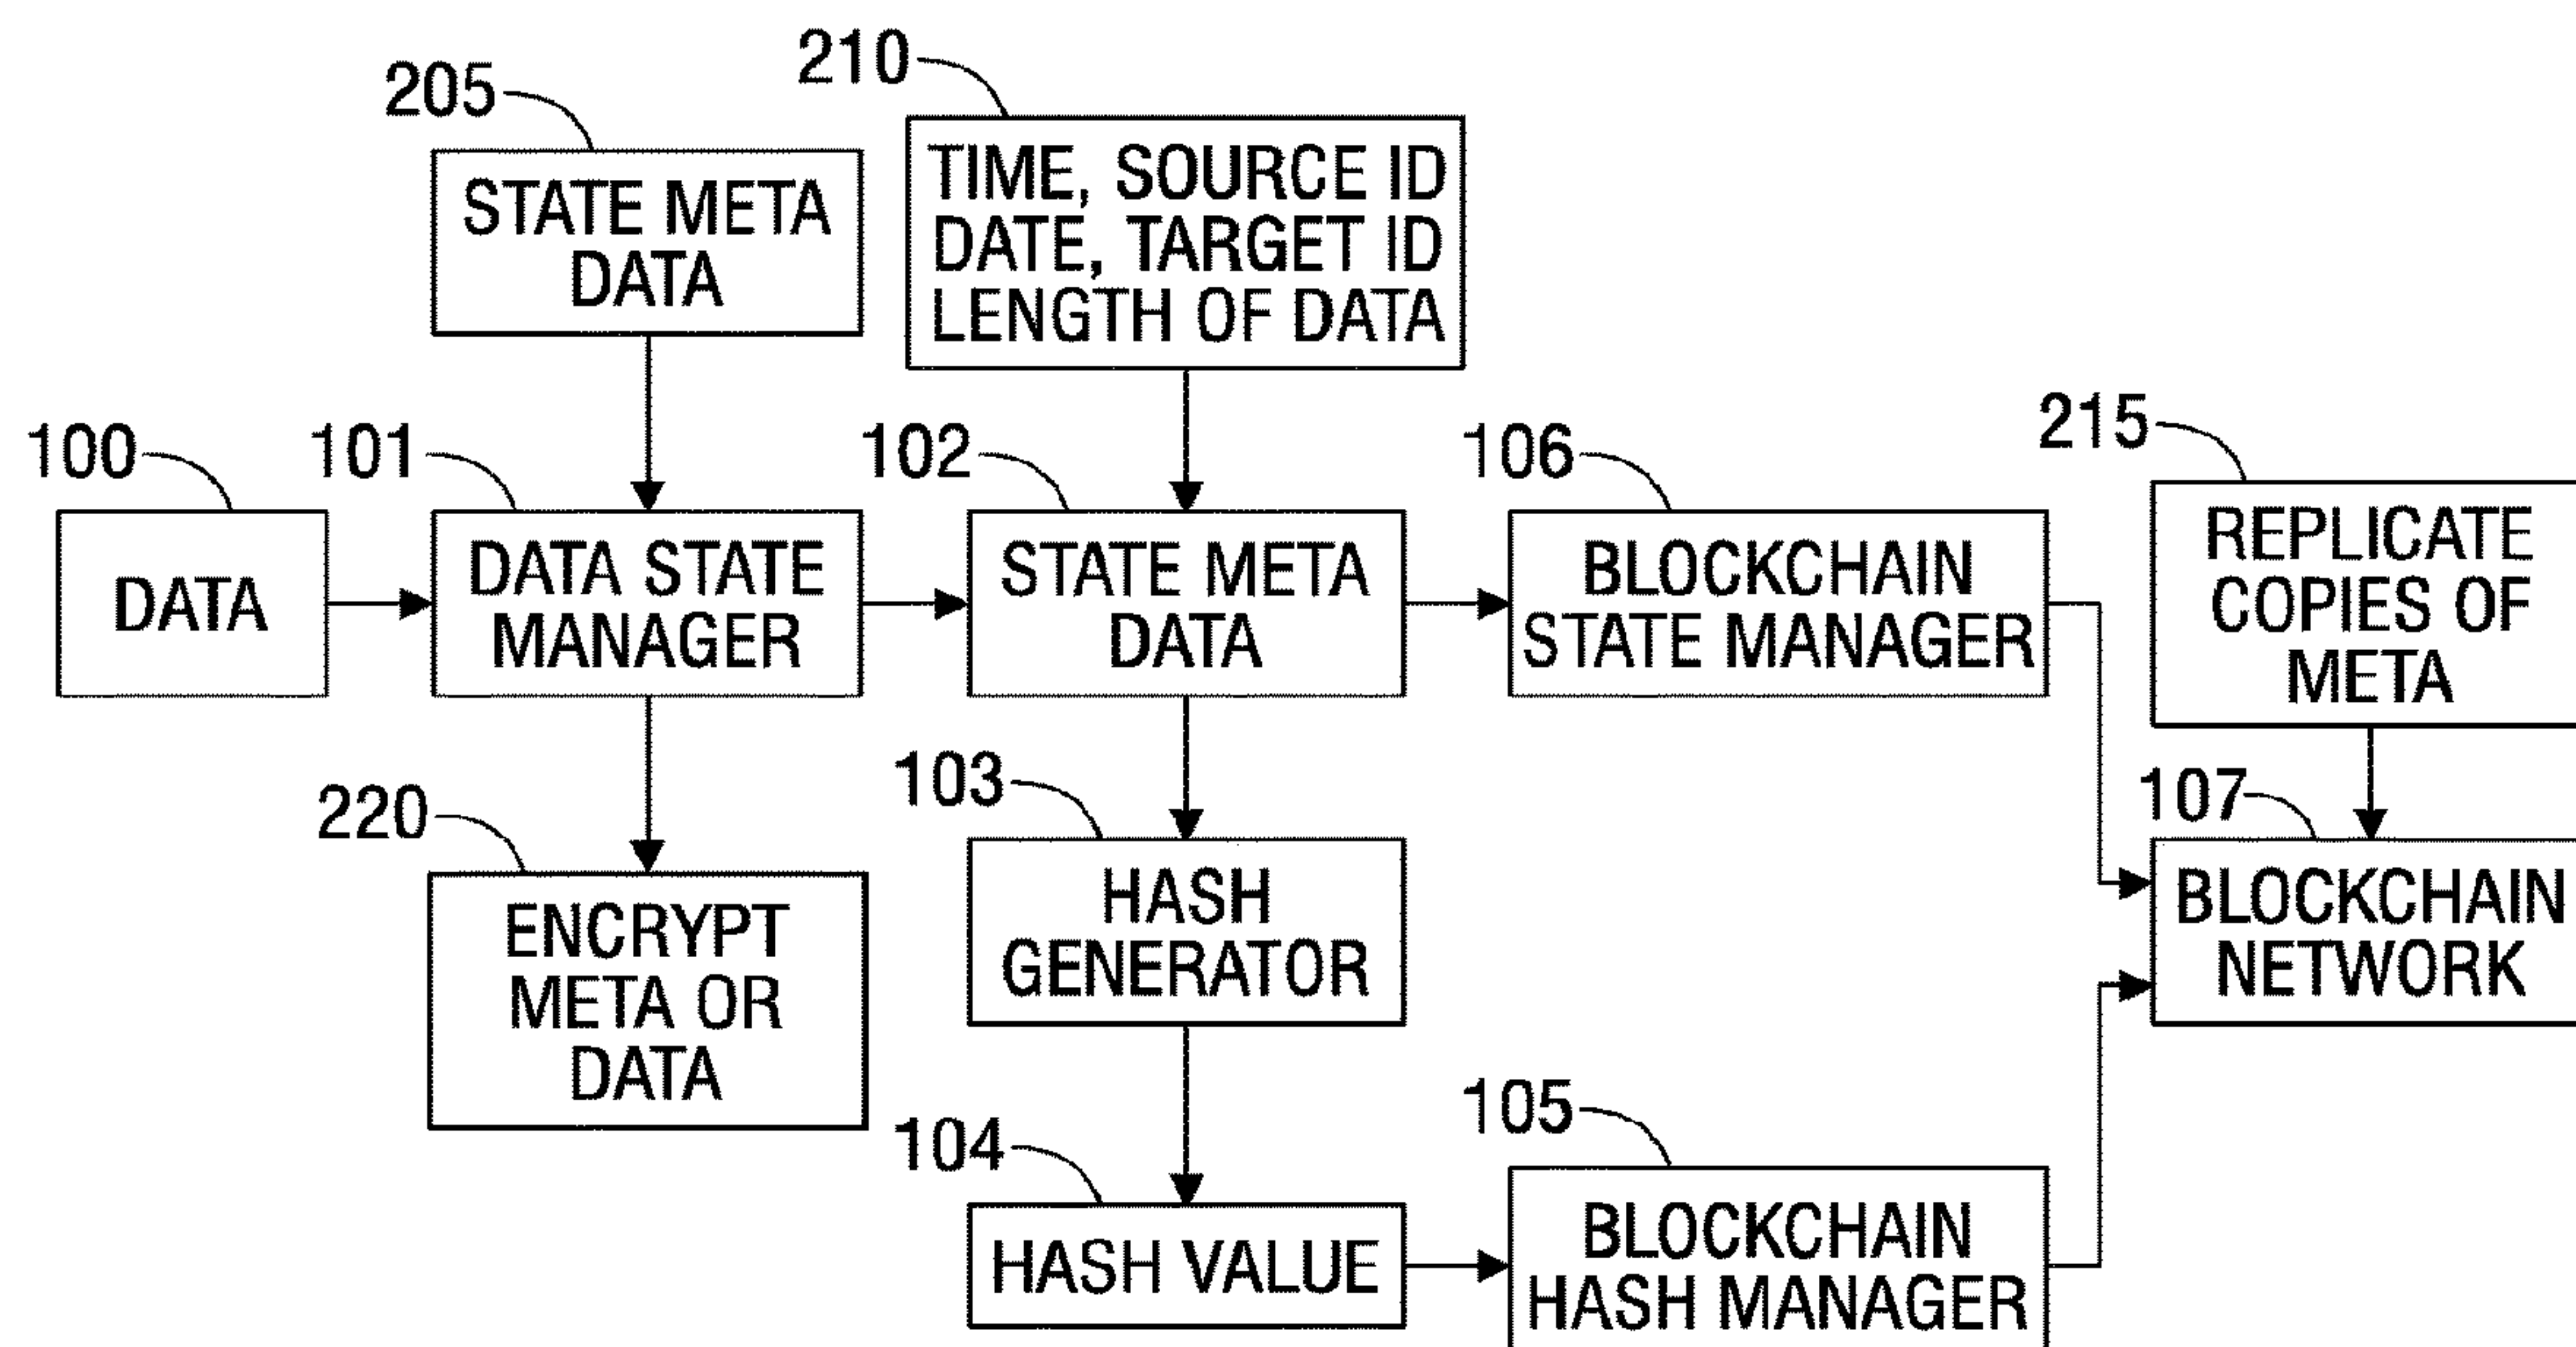 210
205
TIME, SOURCE ID
DATE, TARGET ID
LENGTH OF DATA
STATE META
DATA
100
101
102
106
215
DATA
DATA STATE
MANAGER
STATE META
DATA
BLOCKCHAIN
STATE MANAGER
REPLICATE
COPIES OF
META
220
103
107
ENCRYPT
META OR
DATA
HASH
GENERATOR
BLOCKCHAIN
NETWORK
104
105
HASH VALUE
BLOCKCHAIN
HASH MANAGER